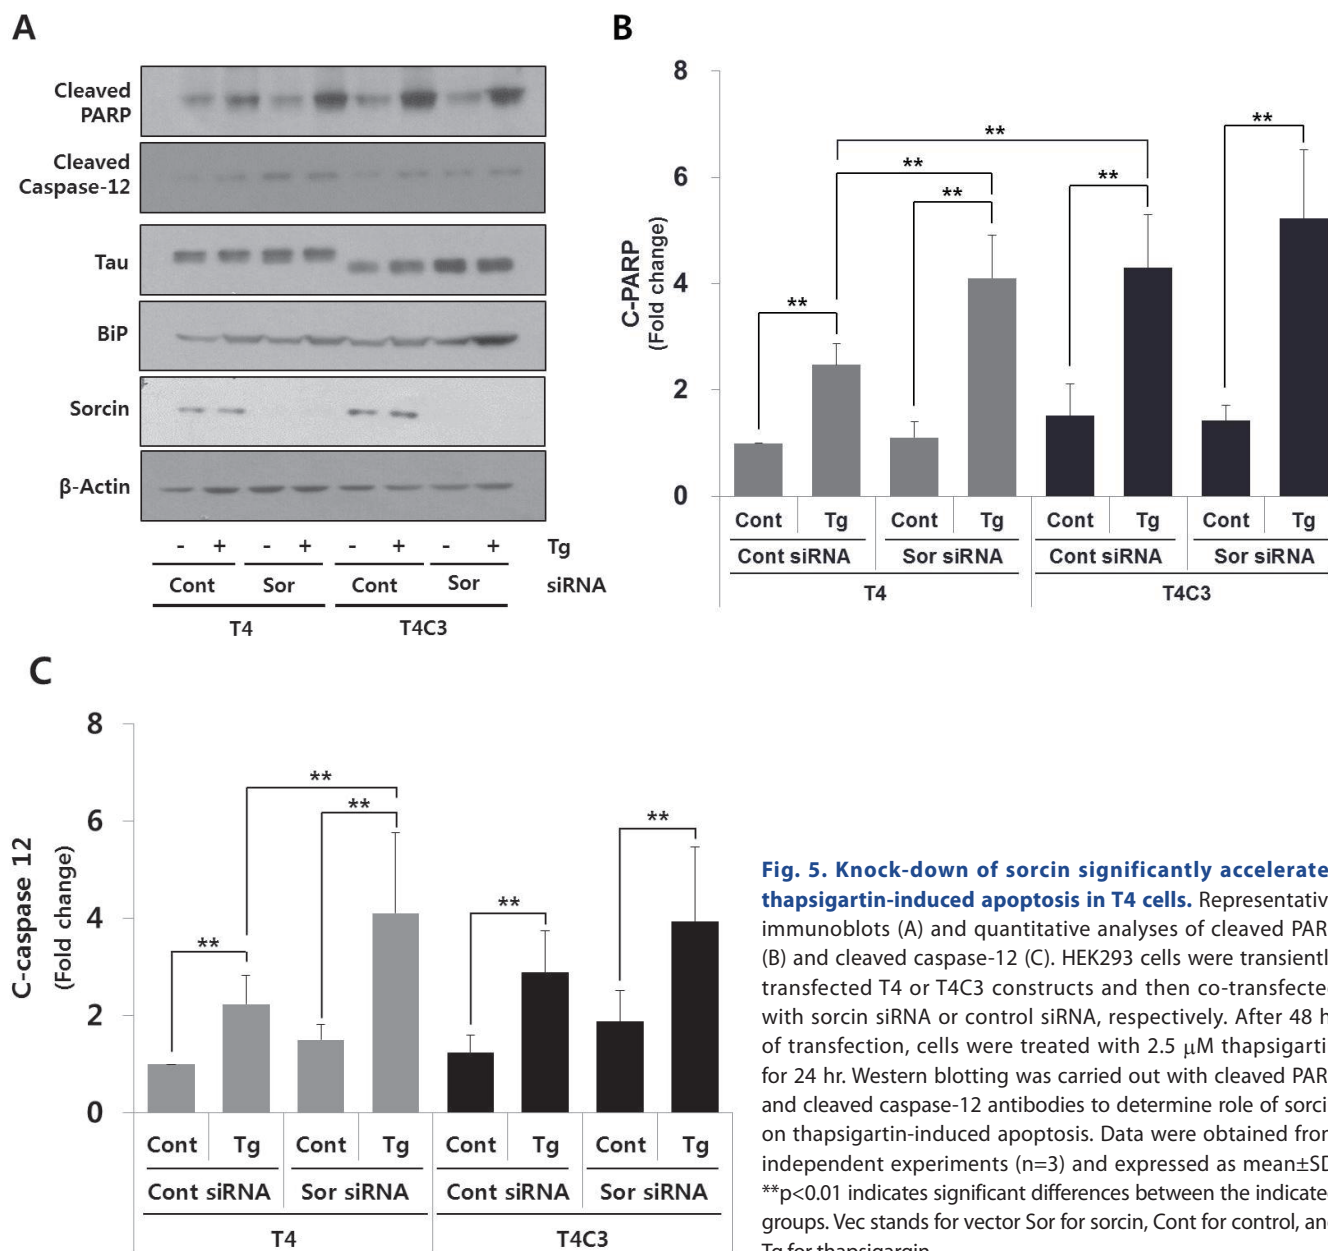 A
Cleaved
PARP
Cleaved
Caspase-12
Tau
BiP
Sorcin
β-Actin
- + - + - + - + Tg
Cont Sor Cont Sor siRNA
T4 T4C3
B
C-PARP
(Fold change)
8
6
4
2
0
** ** ** ** ** ** **
Cont Tg Cont Tg Cont Tg Cont Tg
Cont siRNA Sor siRNA Cont siRNA Sor siRNA
T4 T4C3
C
C-caspase 12
(Fold change)
8
6
4
2
0
** ** ** ** **
Cont Tg Cont Tg Cont Tg Cont Tg
Cont siRNA Sor siRNA Cont siRNA Sor siRNA
T4 T4C3
Fig. 5. Knock-down of sorcin significantly accelerate
thapsigartin-induced apoptosis in T4 cells. Representativ
immunoblots (A) and quantitative analyses of cleaved PAR
(B) and cleaved caspase-12 (C). HEK293 cells were transientl
transfected T4 or T4C3 constructs and then co-transfecte
with sorcin siRNA or control siRNA, respectively. After 48 h
of transfection, cells were treated with 2.5 μM thapsigarti
for 24 hr. Western blotting was carried out with cleaved PAR
and cleaved caspase-12 antibodies to determine role of sorci
on thapsigartin-induced apoptosis. Data were obtained from
independent experiments (n=3) and expressed as mean±SD
**p<0.01 indicates significant differences between the indicate
groups. Vec stands for vector Sor for sorcin, Cont for control, an
Tg for thapsigargin